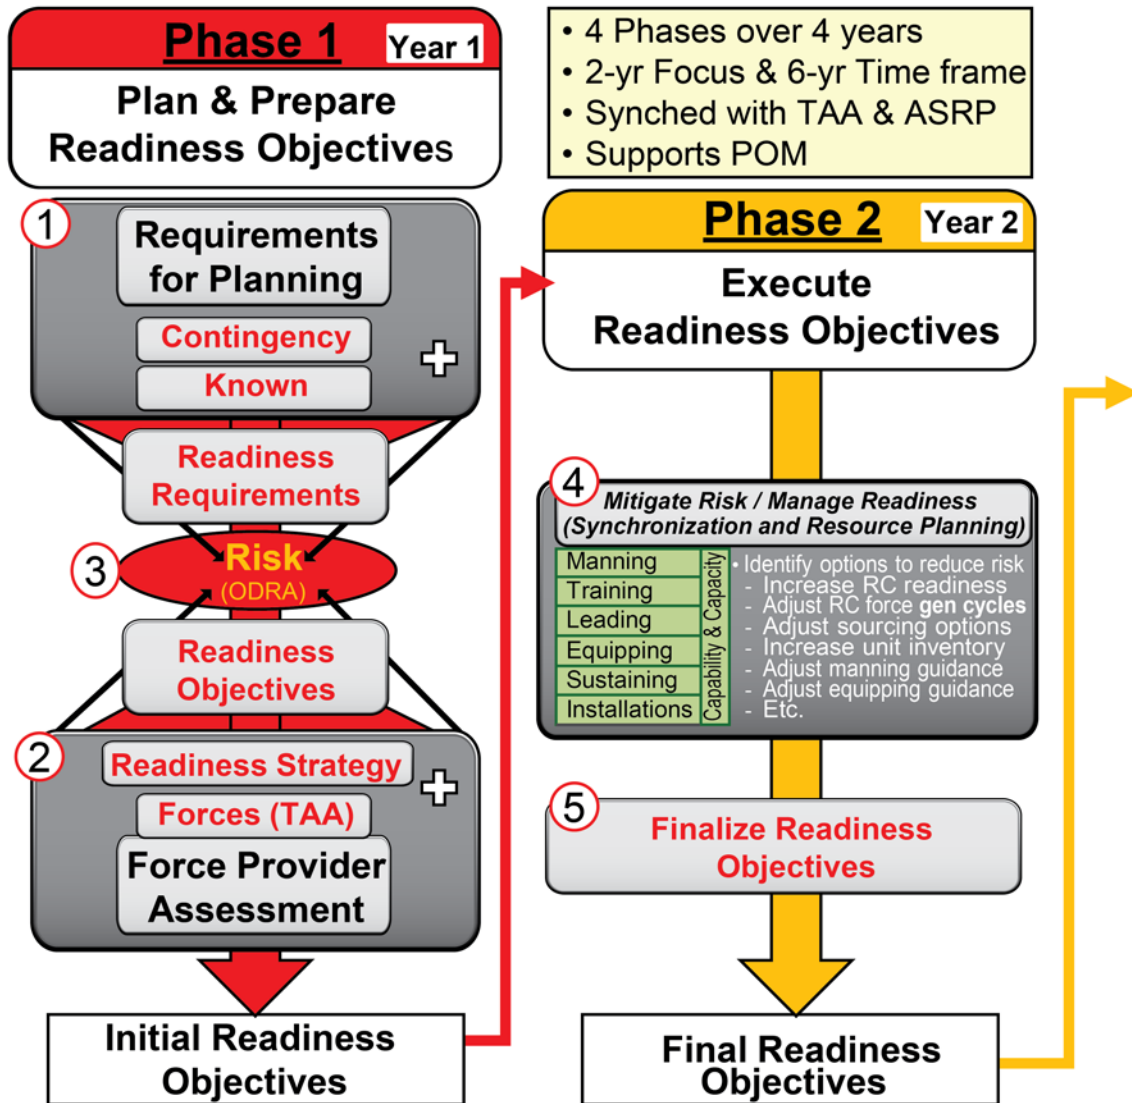 Phase 1
Year 1
Plan & Prepare
Readiness Objectives
1
Requirements
for Planning
Contingency
Known
+
Readiness
Requirements
3
Risk
(ODRA)
Readiness
Objectives
2
Readiness Strategy
+
Forces (TAA)
Force Provider
Assessment
Initial Readiness
Objectives
• 4 Phases over 4 years
• 2-yr Focus & 6-yr Time frame
• Synched with TAA & ASRP
• Supports POM
Phase 2
Year 2
Execute
Readiness Objectives
4
Mitigate Risk / Manage Readiness
(Synchronization and Resource Planning)
Manning
Training
Leading
Equipping
Sustaining
Installations
Capability & Capacity
• Identify options to reduce risk
- Increase RC readiness
- Adjust RC force gen cycles
- Adjust sourcing options
- Increase unit inventory
- Adjust manning guidance
- Adjust equipping guidance
- Etc.
5
Finalize Readiness
Objectives
Final Readiness
Objectives